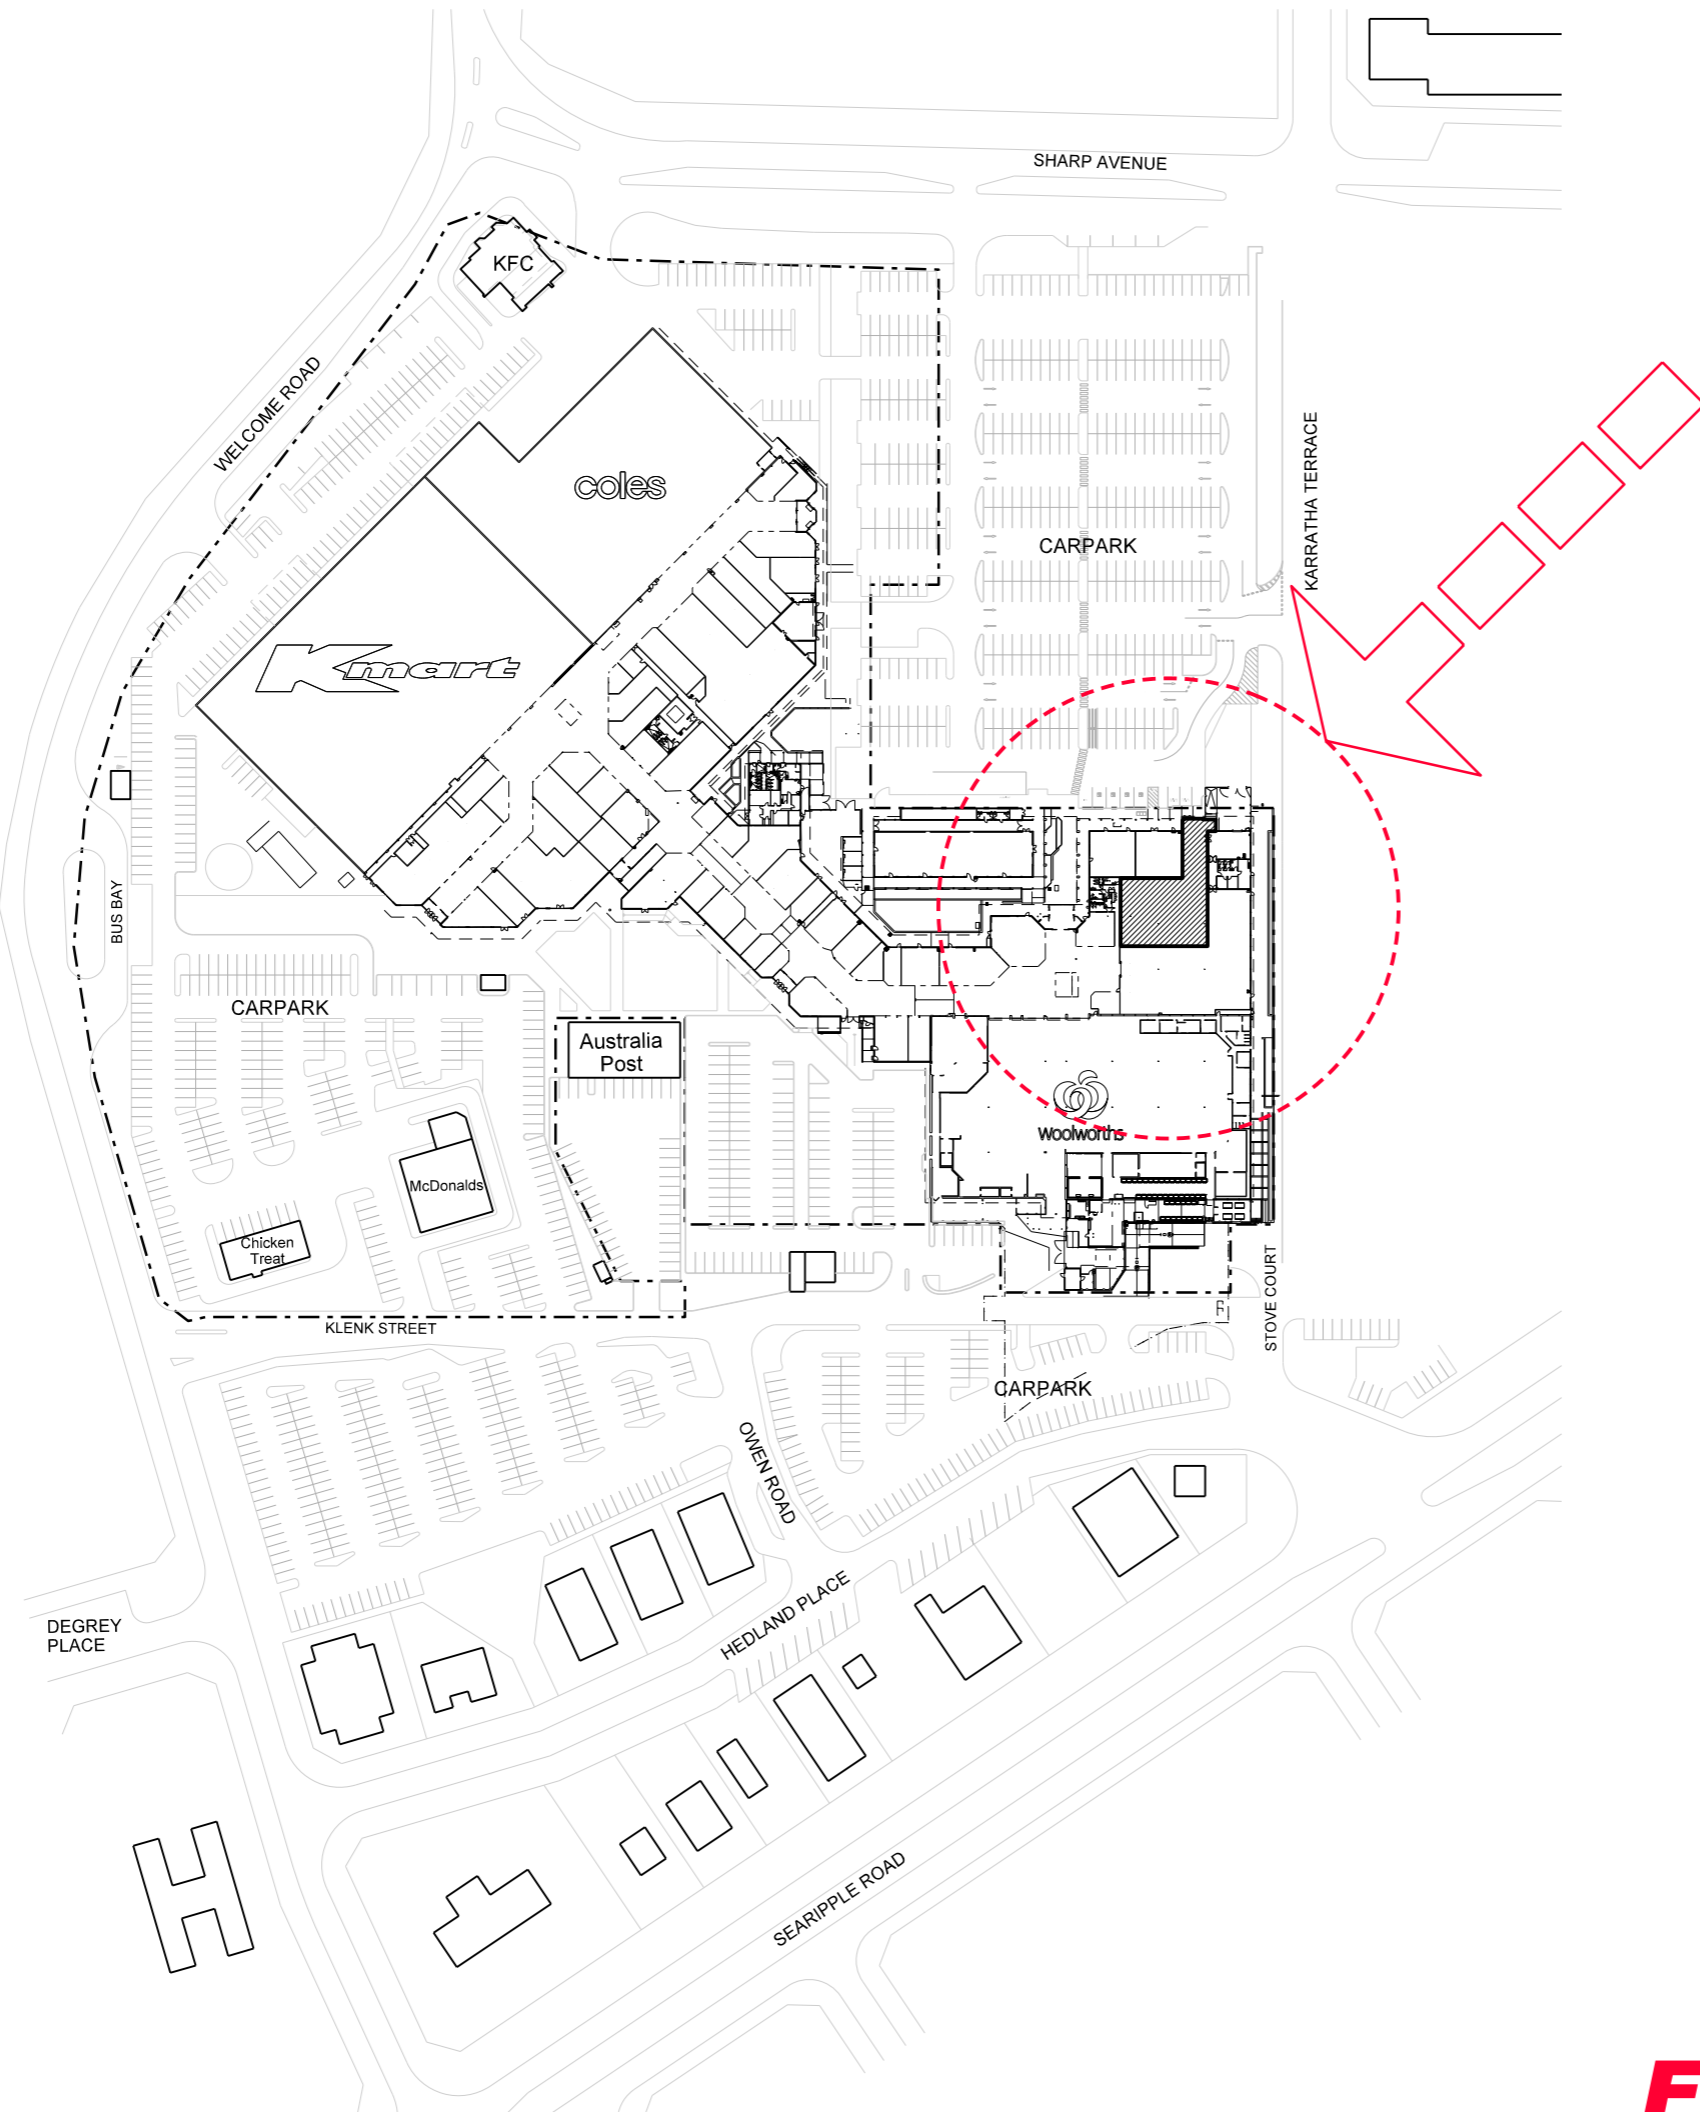 SHARP AVENUE
KFC
WELCOME ROAD
coles
KARRATHA TERRACE
CARPARK
Kmart
BUS BAY
CARPARK
Australia
Post
Woolworths
McDonalds
Chicken
Treat
STOVE COURT
KLENK STREET
CARPARK
OWEN ROAD
HEDLAND PLACE
DEGREY
PLACE
SEARIPPLE ROAD